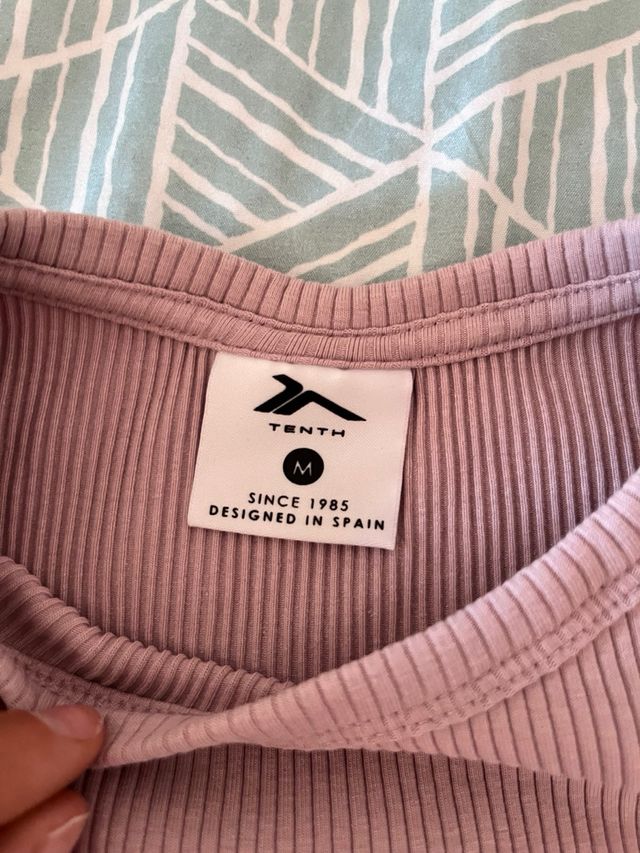 TENTH
M
SINCE 1985
DESIGNED IN SPAIN